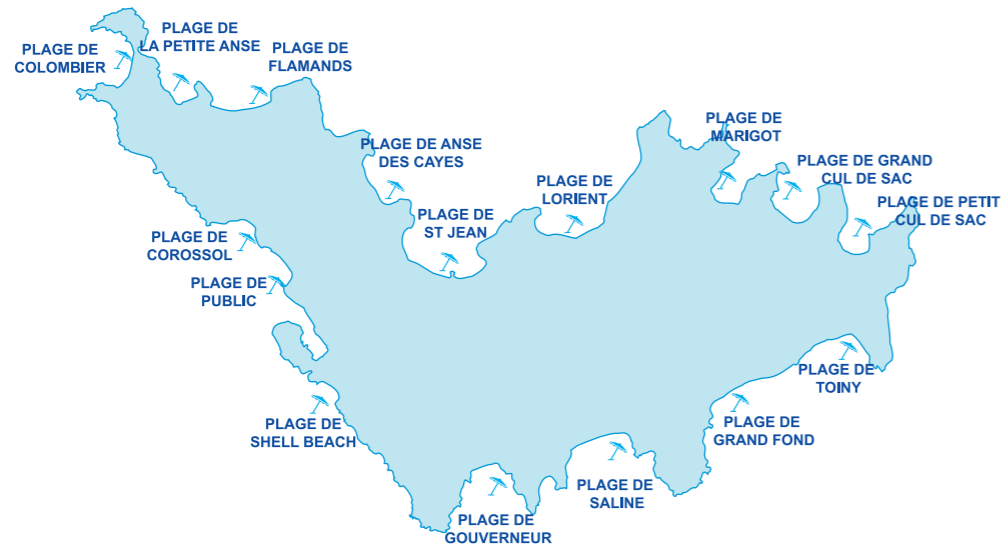 PLAGE DE
LA PETITE ANSE
PLAGE DE
COLOMBIER
PLAGE DE
FLAMANDS
PLAGE DE ANSE
DES CAYES
PLAGE DE
MARIGOT
PLAGE DE GRAND
CUL DE SAC
PLAGE DE
LORIENT
PLAGE DE PETIT
CUL DE SAC
PLAGE DE
ST JEAN
PLAGE DE
COROSSOL
PLAGE DE
PUBLIC
PLAGE DE
TOINY
PLAGE DE
SHELL BEACH
PLAGE DE
GRAND FOND
PLAGE DE
SALINE
PLAGE DE
GOUVERNEUR